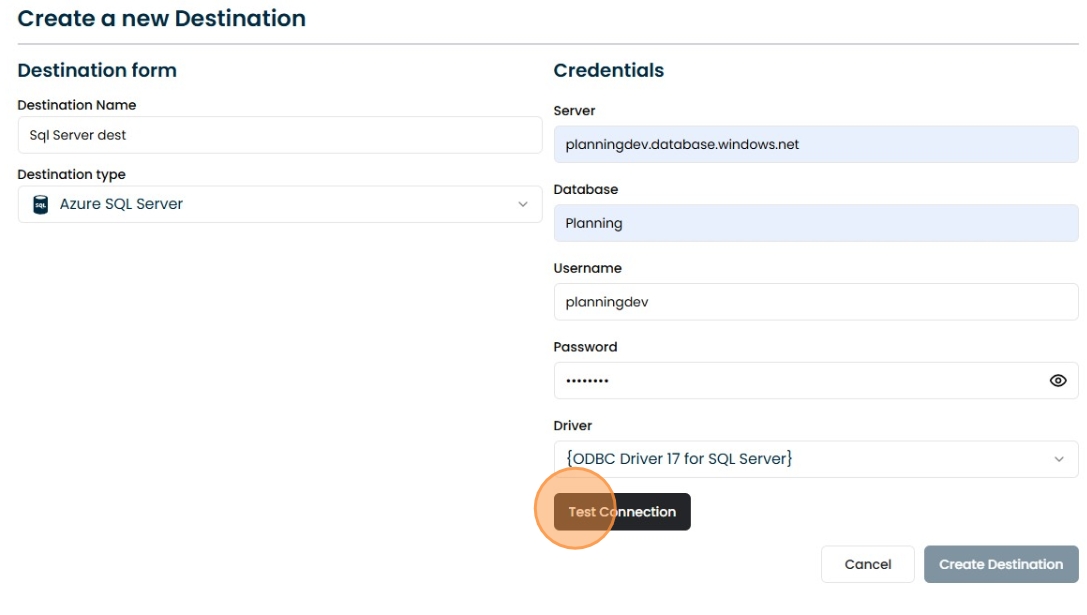 Create a new Destination
Destination form
Destination Name
Sql Server dest
Destination type
SQL
Azure SQL Server
Credentials
Server
planningdev.database.windows.net
Database
Planning
Username
planningdev
Password
••••••••
Driver
{ODBC Driver 17 for SQL Server}
Test Connection
Cancel
Create Destination